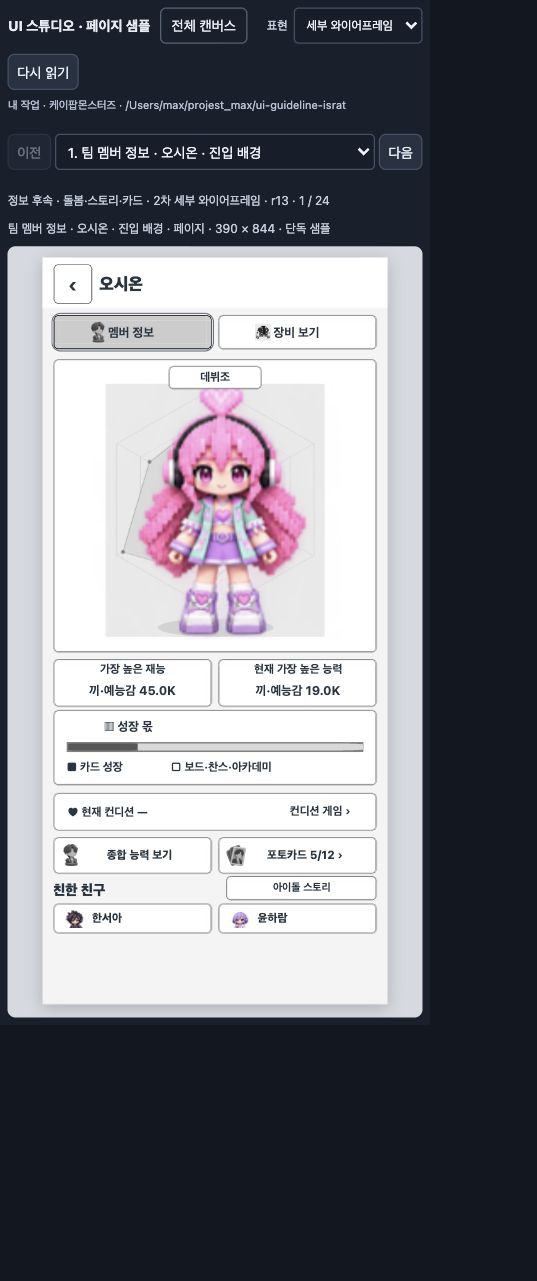 UI 스튜디오 · 페이지 샘플
전체 캔버스
표현
세부 와이어프레임
다시 읽기
내 작업 · 케이팝몬스터즈 · /Users/max/projest_max/ui-guideline-israt
이전
1. 팀 멤버 정보 · 오시온 · 진입 배경
다음
정보 후속 · 돌봄·스토리·카드 · 2차 세부 와이어프레임 · r13 · 1 / 24
팀 멤버 정보 · 오시온 · 진입 배경 · 페이지 · 390 × 844 · 단독 샘플
‹ 오시온
멤버 정보
장비 보기
데뷔조
가장 높은 재능
끼·예능감 45.0K
현재 가장 높은 능력
끼·예능감 19.0K
성장 몫
카드 성장
보드·찬스·아카데미
현재 컨디션 —
컨디션 게임 ›
종합 능력 보기
포토카드 5/12 ›
친한 친구
아이돌 스토리
한서아
윤하람